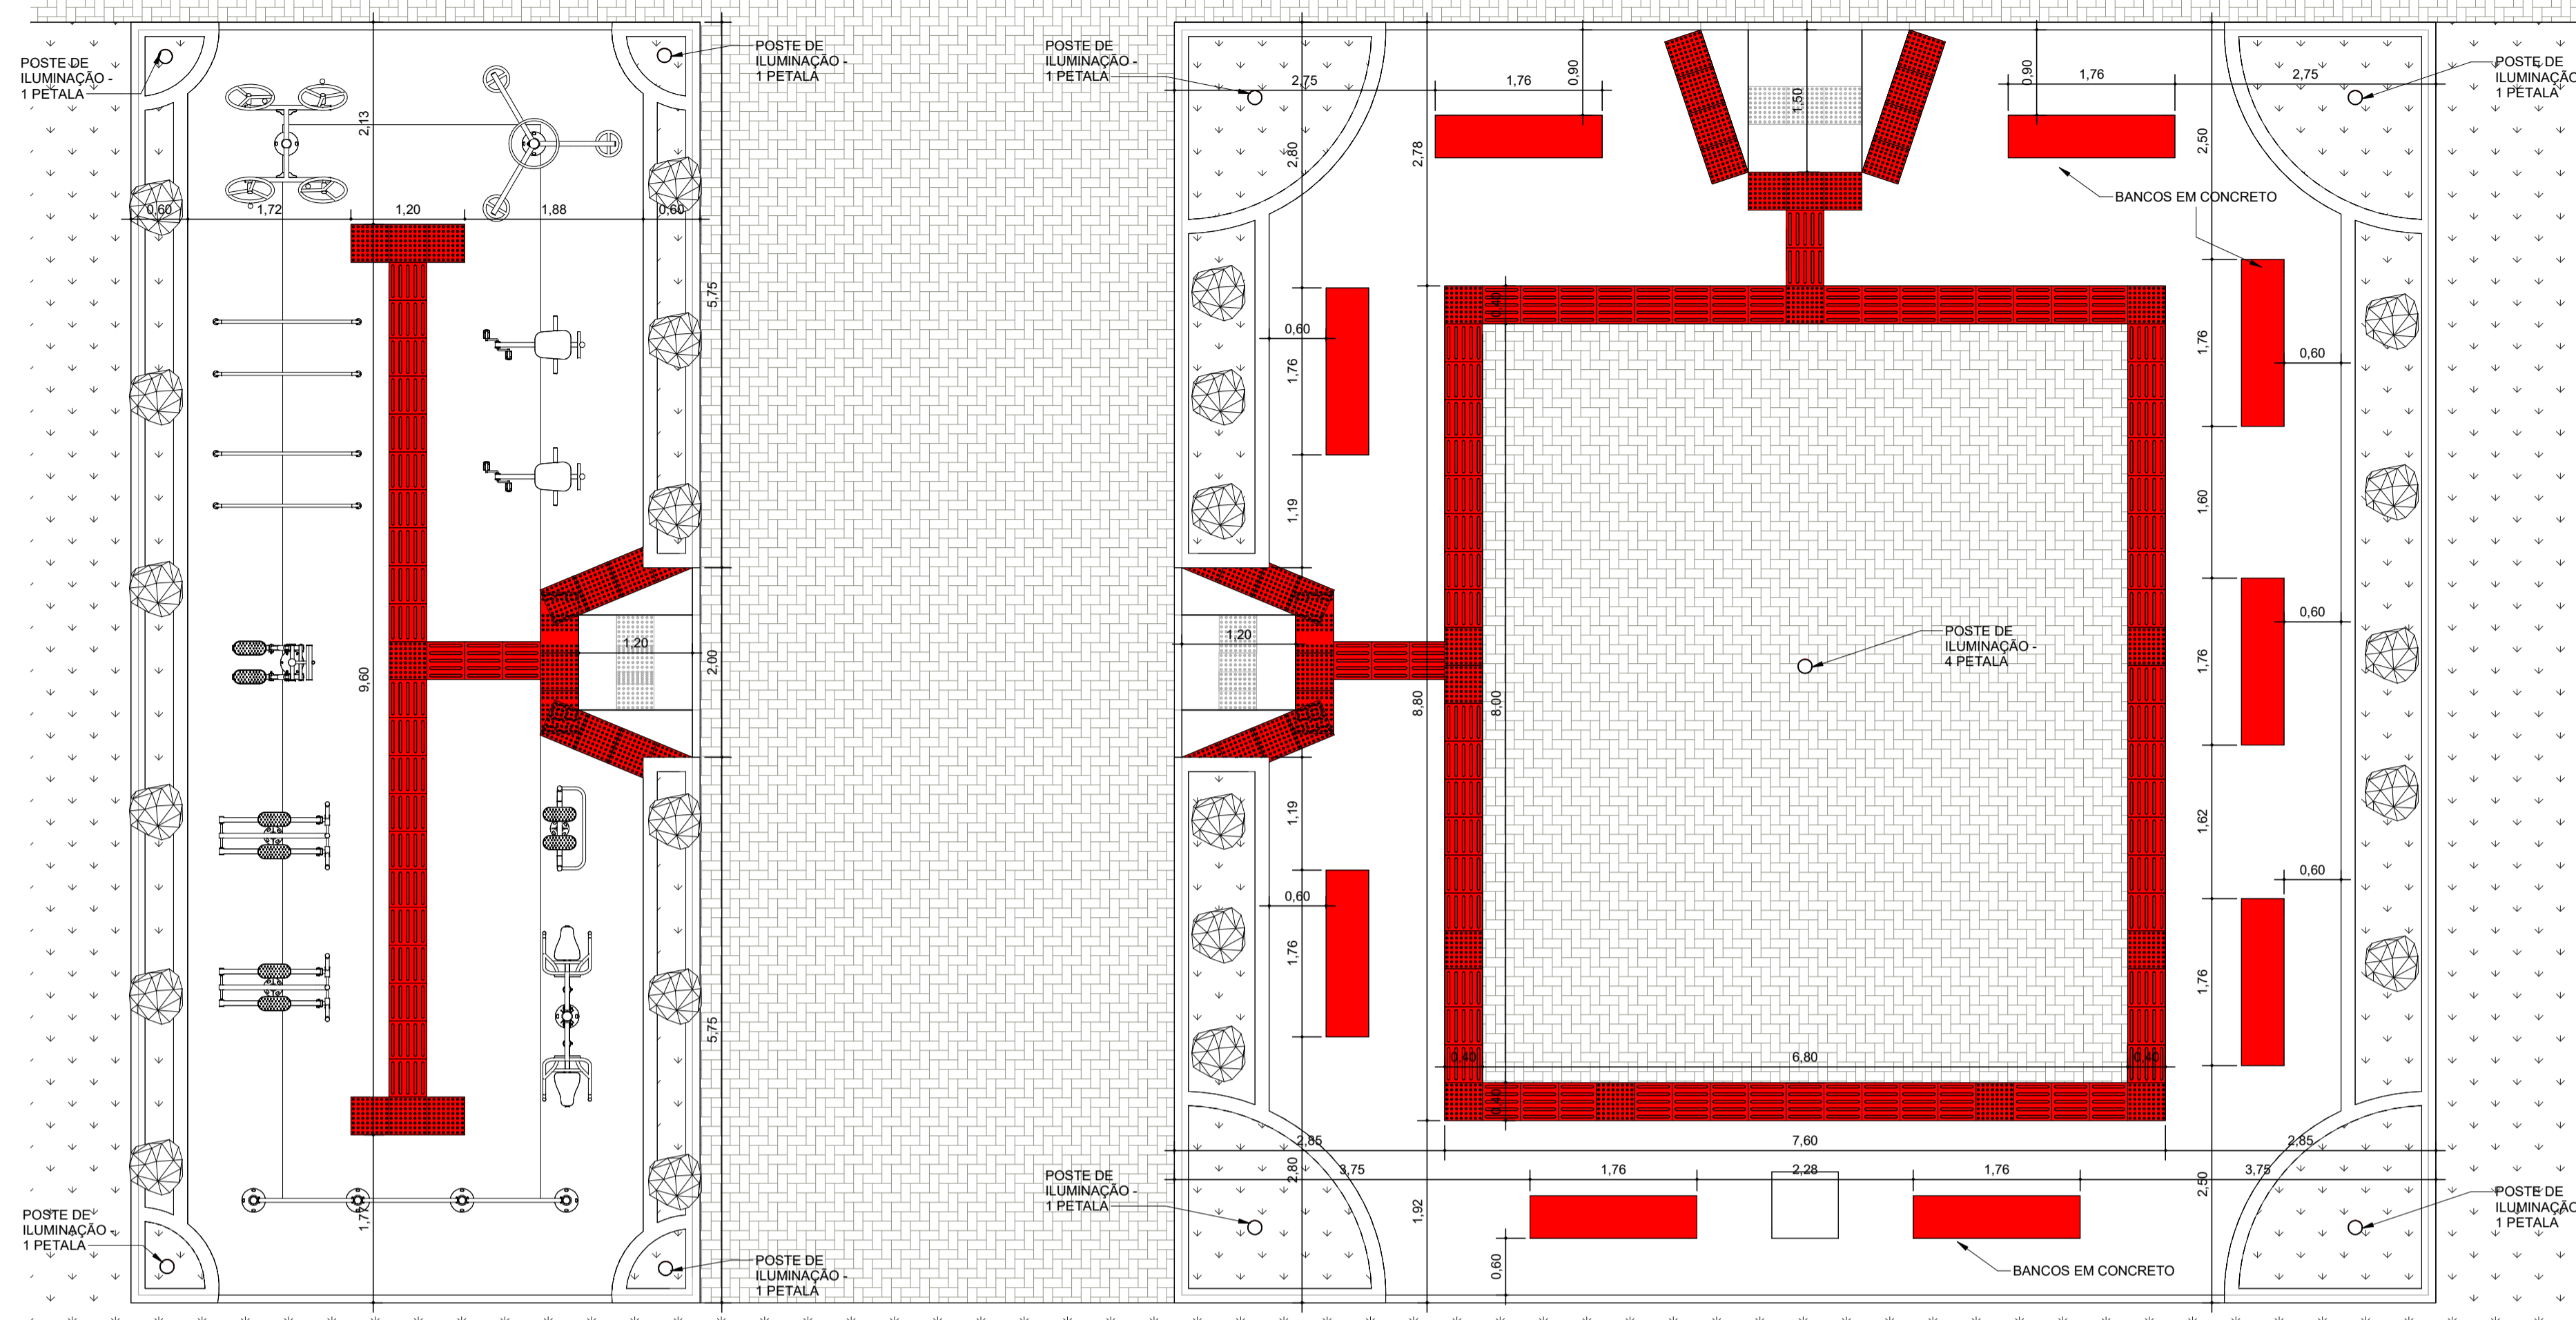 POSTE DE
ILUMINAÇÃO -
1 PETALA
POSTE DE
ILUMINAÇÃO -
1 PETALA
2,13
0,60
1,72
1,20
1,88
0,60
5,75
9,60
1,20
2,00
5,75
1,77
POSTE DE
ILUMINAÇÃO -
1 PETALA
POSTE DE
ILUMINAÇÃO -
1 PETALA
POSTE DE
ILUMINAÇÃO -
1 PETALA
2,75
1,76
0,90
1,50
0,90
1,76
2,75
POSTE DE
ILUMINAÇÃO
1 PETALA
2,80
2,78
2,50
BANCOS EM CONCRETO
0,40
0,60
1,76
1,76
0,60
1,19
1,60
1,20
POSTE DE
ILUMINAÇÃO -
4 PETALA
0,60
1,76
8,80
8,00
1,19
1,62
0,60
1,76
0,60
1,76
0,40
6,80
0,40
0,40
2,85
7,60
2,85
POSTE DE
ILUMINAÇÃO -
1 PETALA
2,80
3,75
1,76
2,28
1,76
3,75
2,50
1,92
0,60
BANCOS EM CONCRETO
POSTE DE
ILUMINAÇÃO
1 PETALA